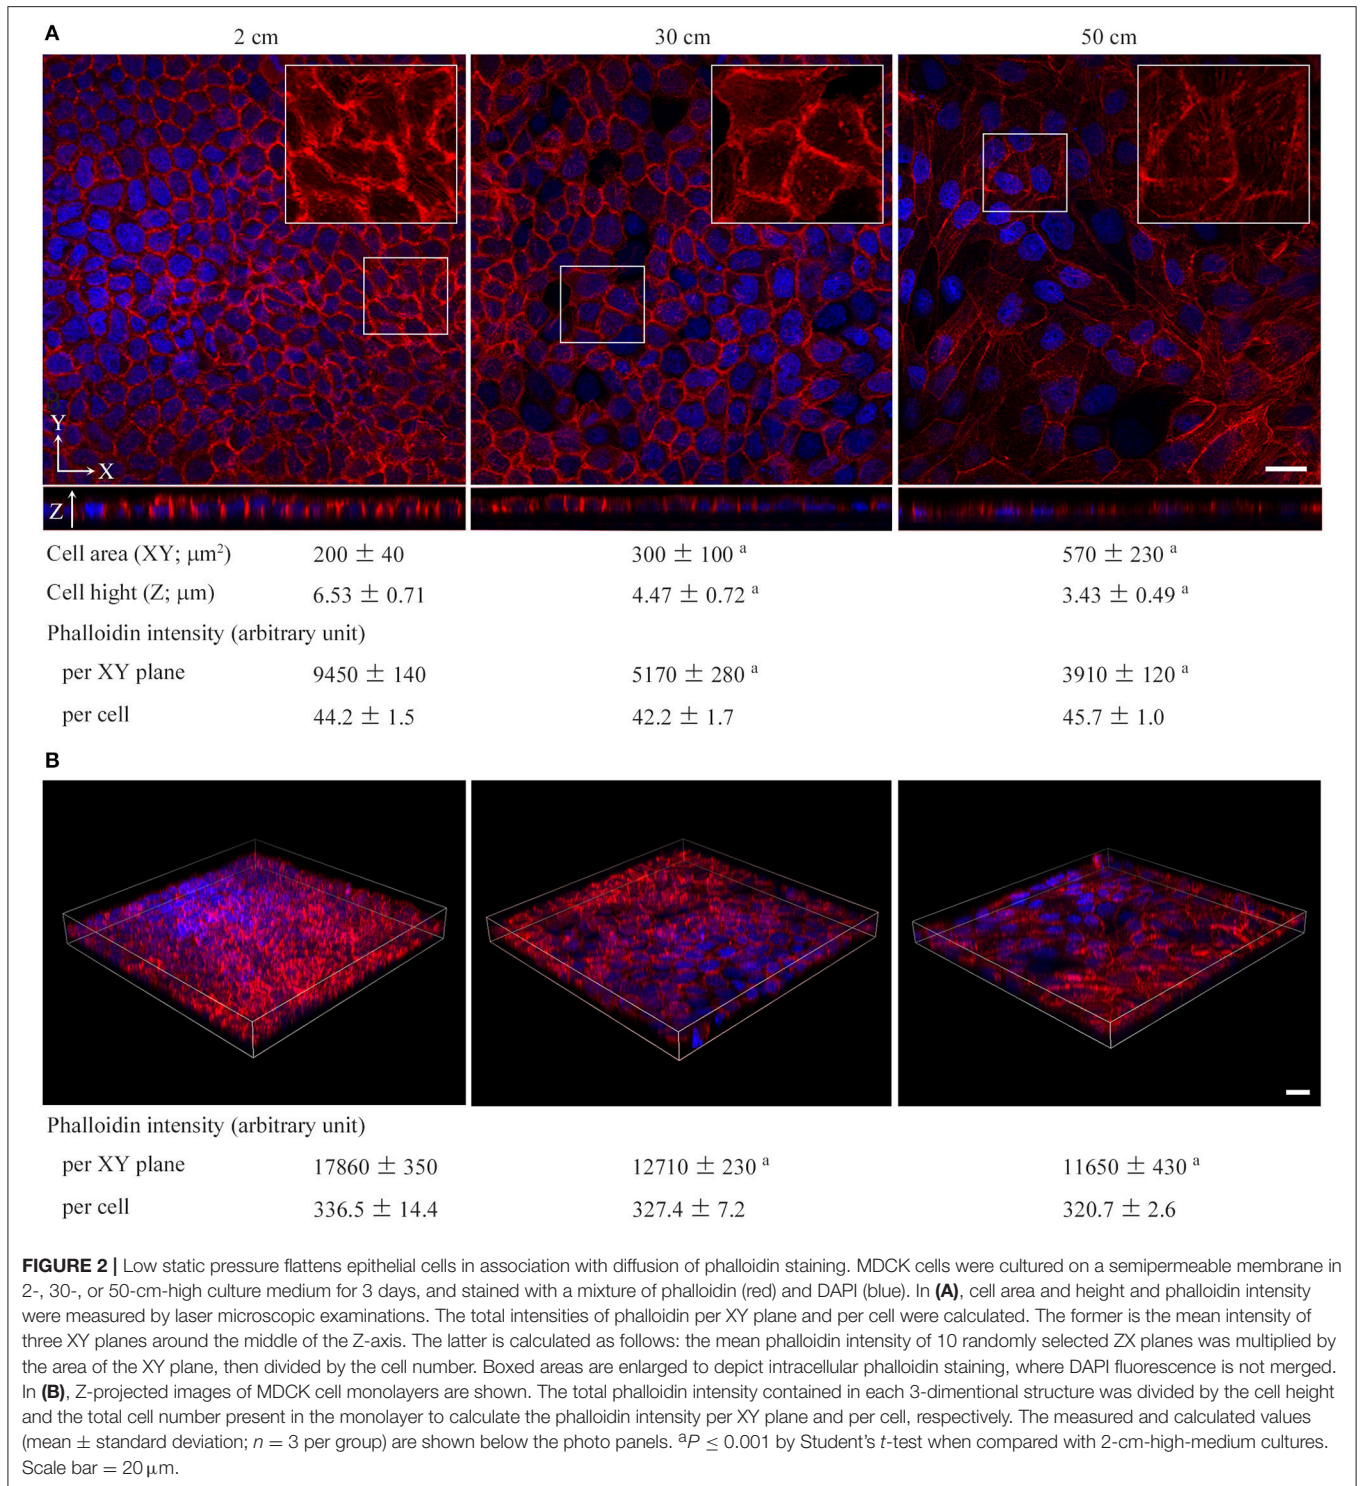 A
2 cm 30 cm 50 cm
Y
X
Z
Cell area (XY; μm²) 200 ± 40 300 ± 100 ᵃ 570 ± 230 ᵃ
Cell hight (Z; μm) 6.53 ± 0.71 4.47 ± 0.72 ᵃ 3.43 ± 0.49 ᵃ
Phalloidin intensity (arbitrary unit)
per XY plane 9450 ± 140 5170 ± 280 ᵃ 3910 ± 120 ᵃ
per cell 44.2 ± 1.5 42.2 ± 1.7 45.7 ± 1.0
B
Phalloidin intensity (arbitrary unit)
per XY plane 17860 ± 350 12710 ± 230 ᵃ 11650 ± 430 ᵃ
per cell 336.5 ± 14.4 327.4 ± 7.2 320.7 ± 2.6
FIGURE 2 | Low static pressure flattens epithelial cells in association with diffusion of phalloidin staining. MDCK cells were cultured on a semipermeable membrane in
2-, 30-, or 50-cm-high culture medium for 3 days, and stained with a mixture of phalloidin (red) and DAPI (blue). In (A), cell area and height and phalloidin intensity
were measured by laser microscopic examinations. The total intensities of phalloidin per XY plane and per cell were calculated. The former is the mean intensity of
three XY planes around the middle of the Z-axis. The latter is calculated as follows: the mean phalloidin intensity of 10 randomly selected ZX planes was multiplied by
the area of the XY plane, then divided by the cell number. Boxed areas are enlarged to depict intracellular phalloidin staining, where DAPI fluorescence is not merged.
In (B), Z-projected images of MDCK cell monolayers are shown. The total phalloidin intensity contained in each 3-dimentional structure was divided by the cell height
and the total cell number present in the monolayer to calculate the phalloidin intensity per XY plane and per cell, respectively. The measured and calculated values
(mean ± standard deviation; n = 3 per group) are shown below the photo panels. ᵃP ≤ 0.001 by Student's t-test when compared with 2-cm-high-medium cultures.
Scale bar = 20 μm.